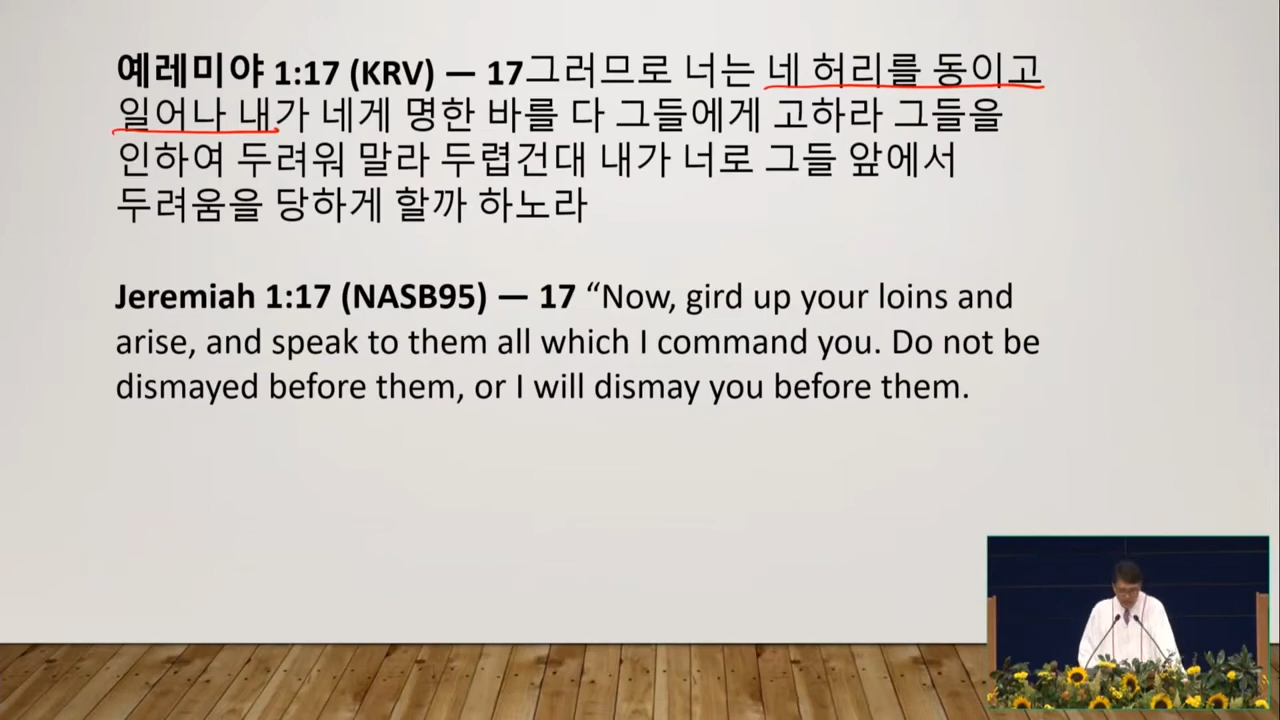 예레미야 1:17 (KRV) — 17그러므로 너는 네 허리를 동이고
일어나 내가 네게 명한 바를 다 그들에게 고하라 그들을
인하여 두려워 말라 두렵건대 내가 너로 그들 앞에서
두려움을 당하게 할까 하노라
Jeremiah 1:17 (NASB95) — 17 “Now, gird up your loins and
arise, and speak to them all which I command you. Do not be
dismayed before them, or I will dismay you before them.